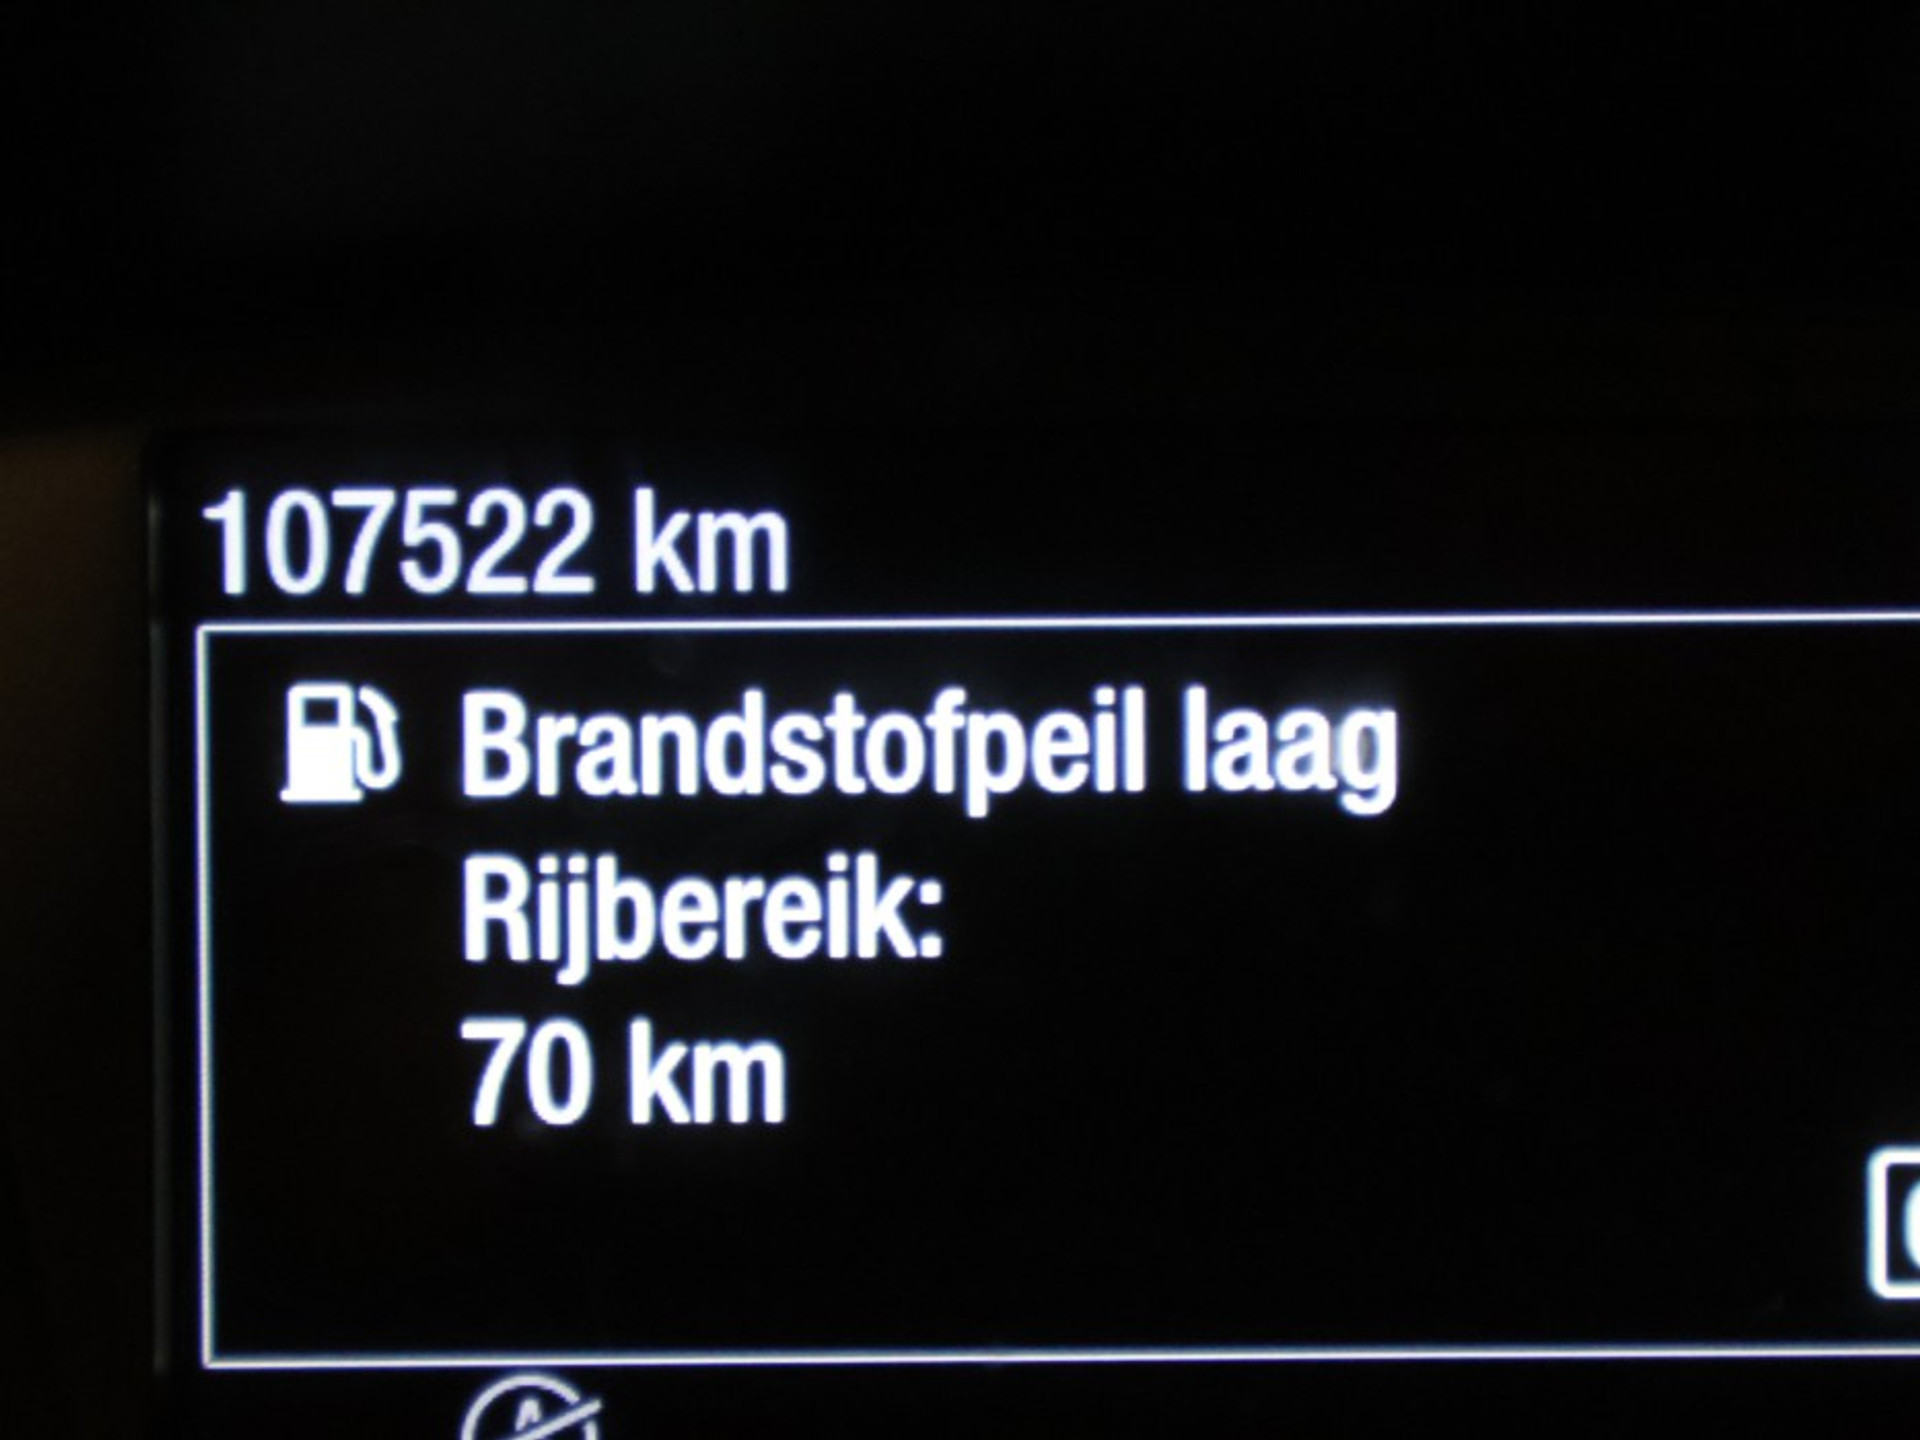 107522 km
Brandstofpeil laag
Rijbereik:
70 km